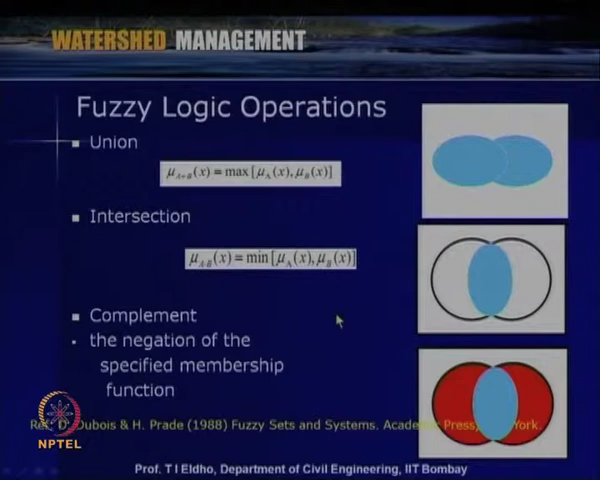 WATERSHED MANAGEMENT
Fuzzy Logic Operations
Union
μA+B(x) = max[μA(x), μB(x)]
Intersection
μA·B(x) = min[μA(x), μB(x)]
Complement
the negation of the
specified membership
function
Ref: D. Dubois & H. Prade (1988) Fuzzy Sets and Systems. Academic Press, York.
NPTEL
Prof. T I Eldho, Department of Civil Engineering, IIT Bombay